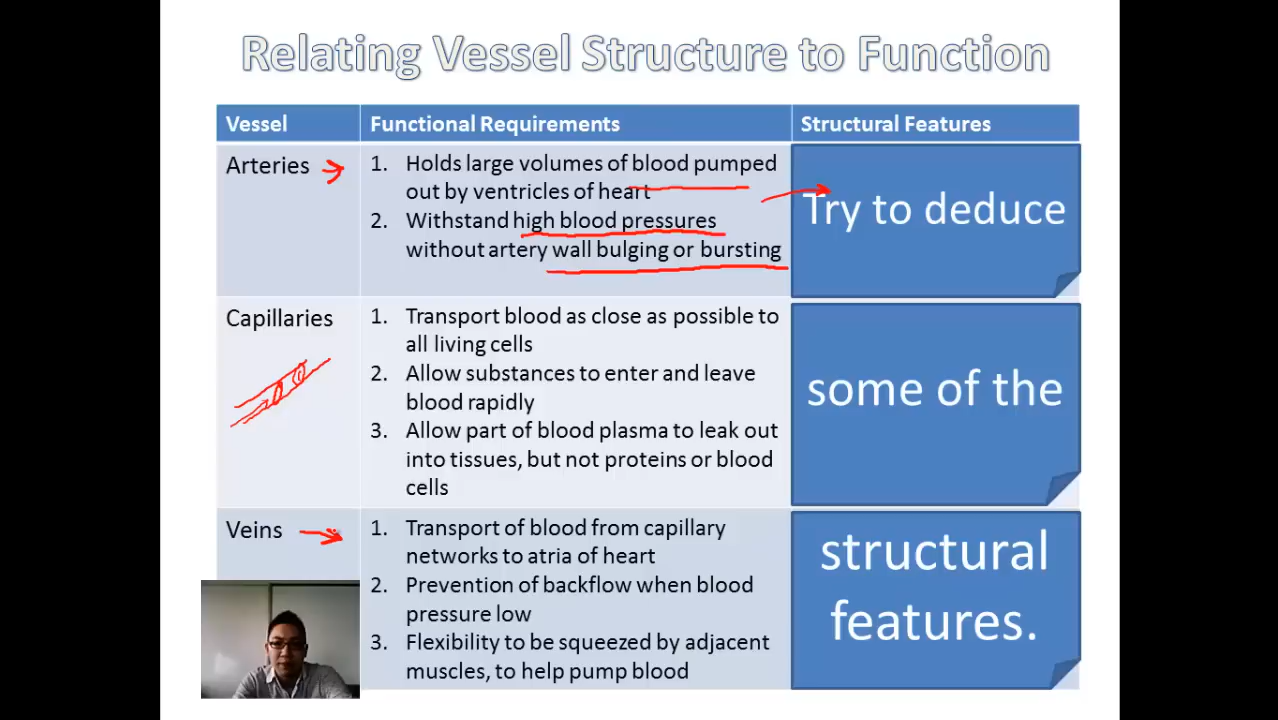 Relating Vessel Structure to Function
Vessel
Functional Requirements
Structural Features
Arteries
1. Holds large volumes of blood pumped
out by ventricles of heart
2. Withstand high blood pressures
without artery wall bulging or bursting
Try to deduce
Capillaries
1. Transport blood as close as possible to
all living cells
2. Allow substances to enter and leave
blood rapidly
3. Allow part of blood plasma to leak out
into tissues, but not proteins or blood
cells
some of the
Veins
1. Transport of blood from capillary
networks to atria of heart
2. Prevention of backflow when blood
pressure low
3. Flexibility to be squeezed by adjacent
muscles, to help pump blood
structural
features.